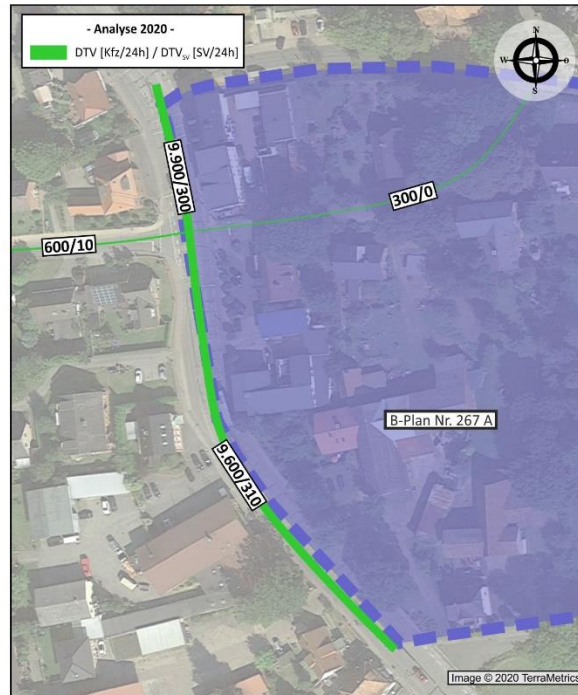 - Analyse 2020 -
DTV [Kfz/24h] / DTVSV [SV/24h]
N
W O
S
9.900/300
300/0
600/10
B-Plan Nr. 267 A
9.600/310
Image © 2020 TerraMetrics